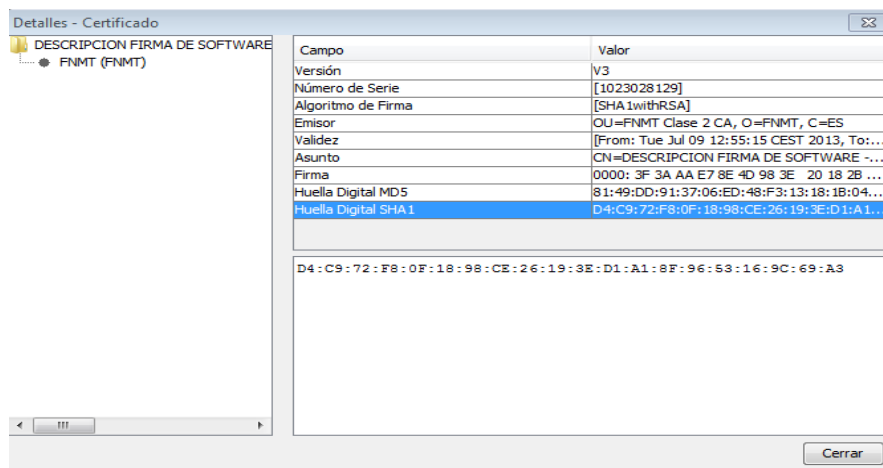 Detalles - Certificado
DESCRIPCION FIRMA DE SOFTWARE
FNMT (FNMT)
Campo Valor
Versión V3
Número de Serie [1023028129]
Algoritmo de Firma [SHA1withRSA]
Emisor OU=FNMT Clase 2 CA, O=FNMT, C=ES
Validez [From: Tue Jul 09 12:55:15 CEST 2013, To:...
Asunto CN=DESCRIPCION FIRMA DE SOFTWARE -...
Firma 0000: 3F 3A AA E7 8E 4D 98 3E 20 18 2B ...
Huella Digital MD5 81:49:DD:91:37:06:ED:48:F3:13:18:1B:04...
Huella Digital SHA1 D4:C9:72:F8:0F:18:98:CE:26:19:3E:D1:A1...
D4:C9:72:F8:0F:18:98:CE:26:19:3E:D1:A1:8F:96:53:16:9C:69:A3
Cerrar